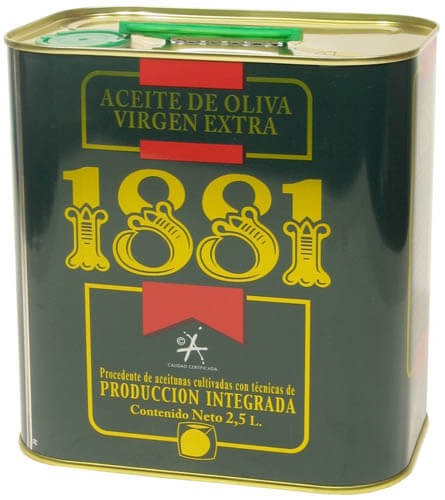 ACEITE DE OLIVA
VIRGEN EXTRA
1881
CALIDAD CERTIFICADA
Procedente de aceitunas cultivadas con técnicas de
PRODUCCION INTEGRADA
Contenido Neto 2,5 L.